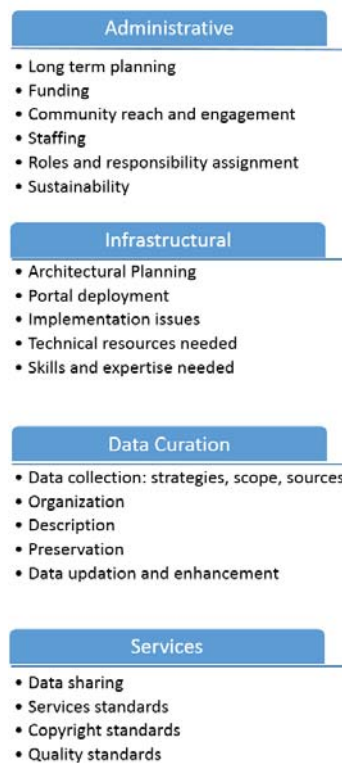 Administrative
• Long term planning
• Funding
• Community reach and engagement
• Staffing
• Roles and responsibility assignment
• Sustainability
Infrastructural
• Architectural Planning
• Portal deployment
• Implementation issues
• Technical resources needed
• Skills and expertise needed
Data Curation
• Data collection: strategies, scope, sources
• Organization
• Description
• Preservation
• Data updation and enhancement
Services
• Data sharing
• Services standards
• Copyright standards
• Quality standards